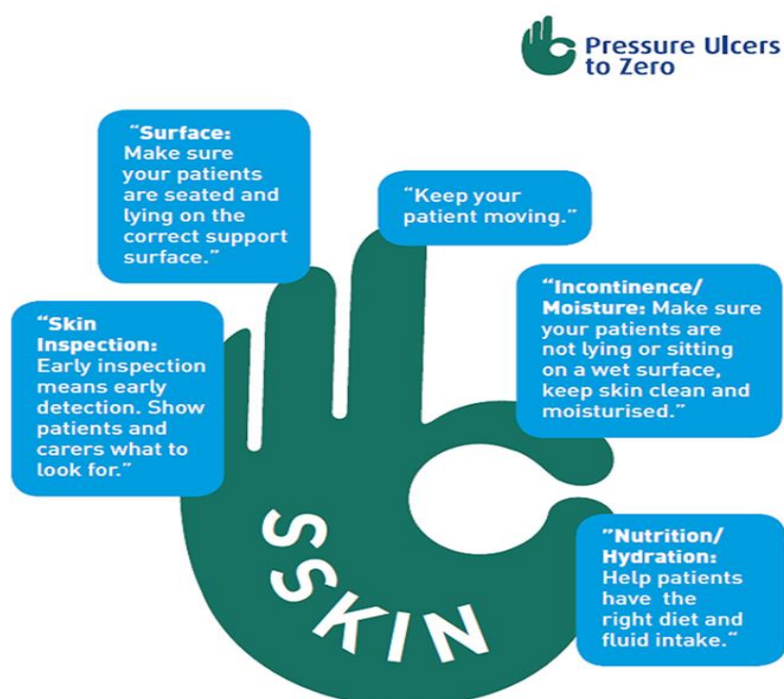 Pressure Ulcers
to Zero
“Surface:
Make sure
your patients
are seated and
lying on the
correct support
surface.”
“Keep your
patient moving.”
“Skin
Inspection:
Early inspection
means early
detection. Show
patients and
carers what to
look for.”
“Incontinence/
Moisture: Make sure
your patients are
not lying or sitting
on a wet surface,
keep skin clean and
moisturised.”
”Nutrition/
Hydration:
Help patients
have the
right diet and
fluid intake.“
SSKIN